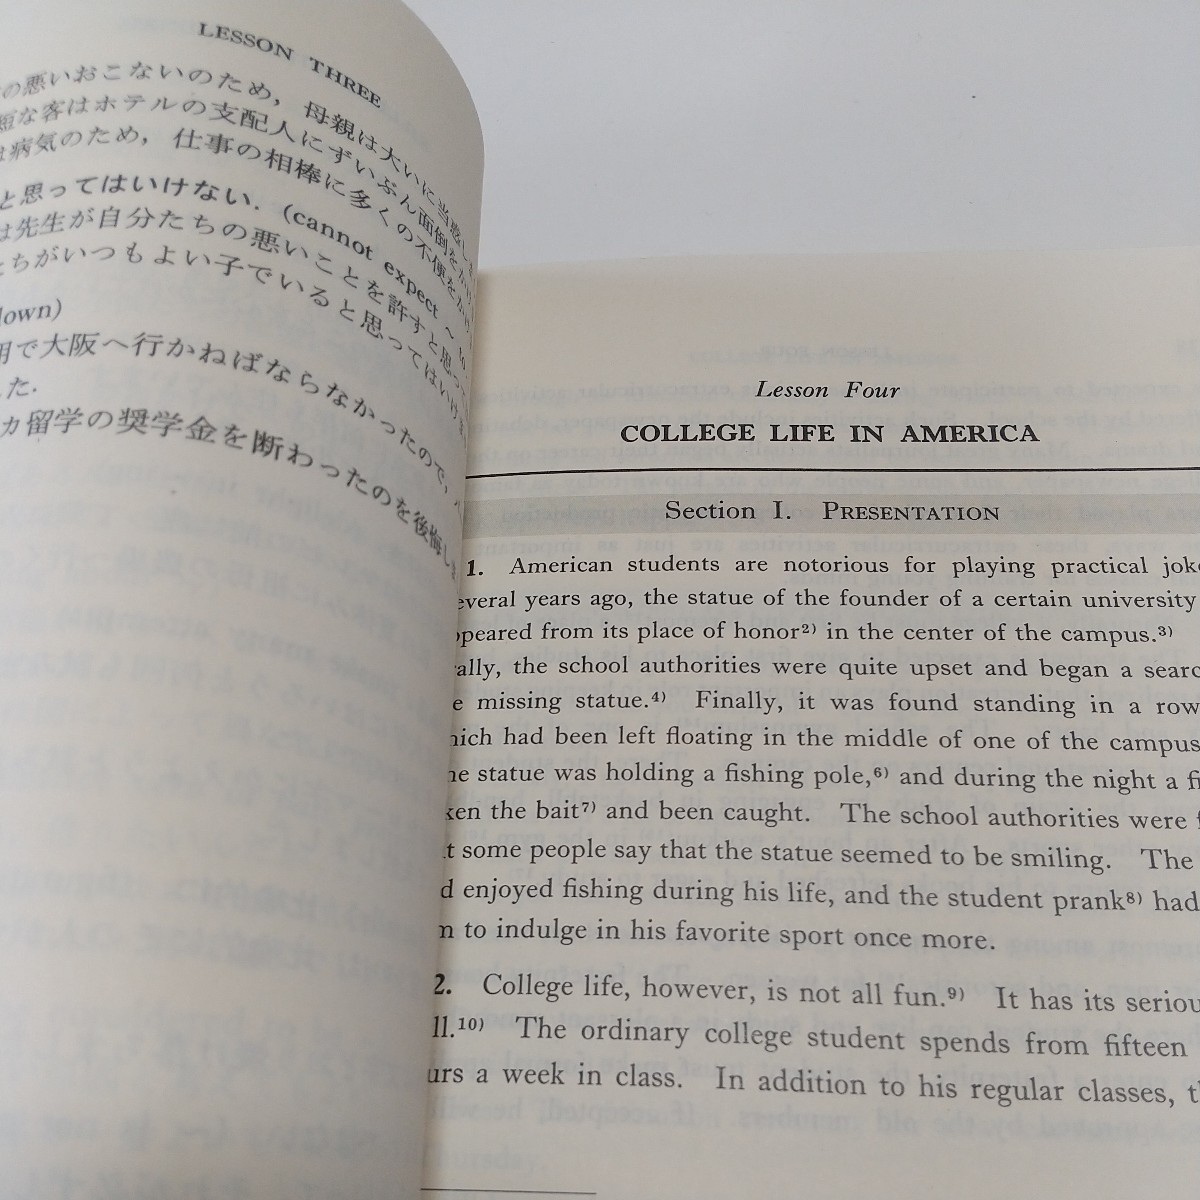 LESSON THREE
の悪いおこないのため，母親は大いに当惑し
な客はホテルの支配人にずいぶん面倒をか
病気のため，仕事の相棒に多くの不便をか
と思ってはいけない．(cannot expect ~ to
は先生が自分たちの悪いことを許すと思って
ちがいつもよい子でいると思ってはいけ
down)
で大阪へ行かねばならなかったので，
た．
カ留学の奨学金を断わったのを後悔し
Lesson Four
COLLEGE LIFE IN AMERICA
Section I. PRESENTATION
1. American students are notorious for playing practical joke
everal years ago, the statue of the founder of a certain university
ppeared from its place of honor2) in the center of the campus.3)
rally, the school authorities were quite upset and began a searc
e missing statue.4) Finally, it was found standing in a row
hich had been left floating in the middle of one of the campus
he statue was holding a fishing pole,6) and during the night a fi
ken the bait7) and been caught. The school authorities were f
t some people say that the statue seemed to be smiling. The
d enjoyed fishing during his life, and the student prank8) had
n to indulge in his favorite sport once more.
2. College life, however, is not all fun.9) It has its seriou
ll.10) The ordinary college student spends from fifteen
urs a week in class. In addition to his regular classes, t